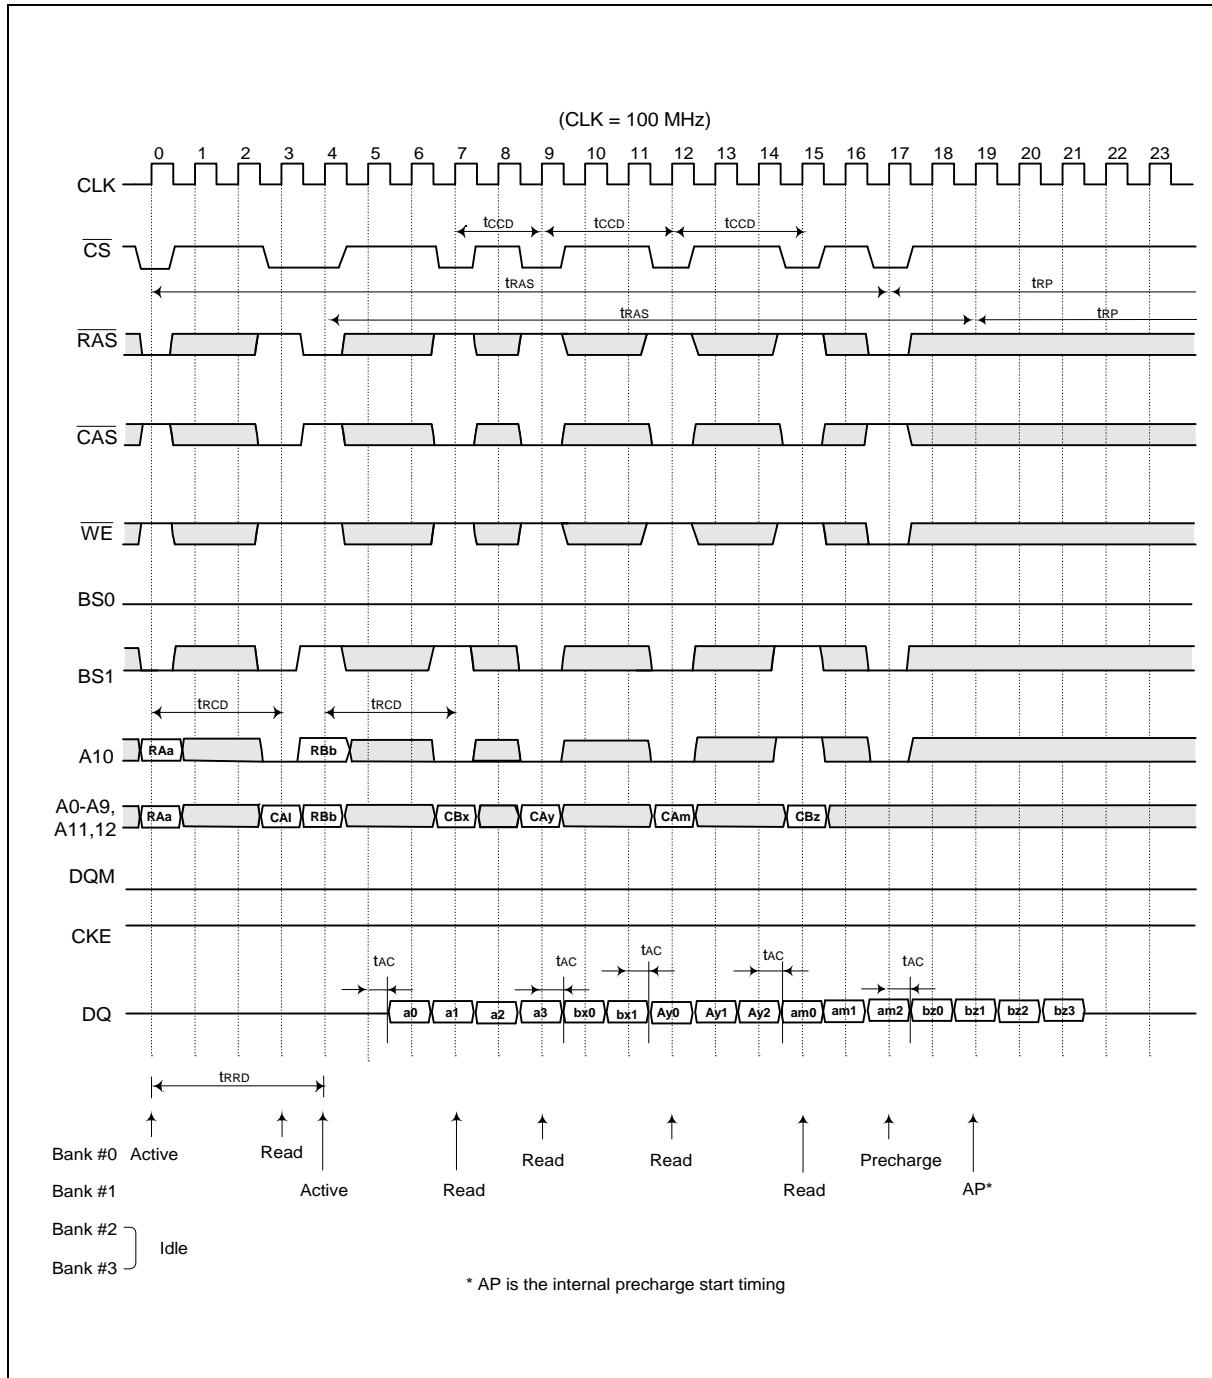 (CLK = 100 MHz)
0 1 2 3 4 5 6 7 8 9 10 11 12 13 14 15 16 17 18 19 20 21 22 23
CLK
tCCD tCCD tCCD
CS
tRAS tRP
tRAS tRP
RAS
CAS
WE
BS0
BS1
tRCD tRCD
A10 RAa RBb
A0-A9, A11,12 RAa CAl RBb CBx CAy CAm CBz
DQM
CKE
tAC tAC tAC tAC tAC
DQ a0 a1 a2 a3 bx0 bx1 Ay0 Ay1 Ay2 am0 am1 am2 bz0 bz1 bz2 bz3
tRRD
Bank #0 Active Read Read Read Precharge
Bank #1 Active Read Read AP*
Bank #2
Idle
Bank #3
* AP is the internal precharge start timing